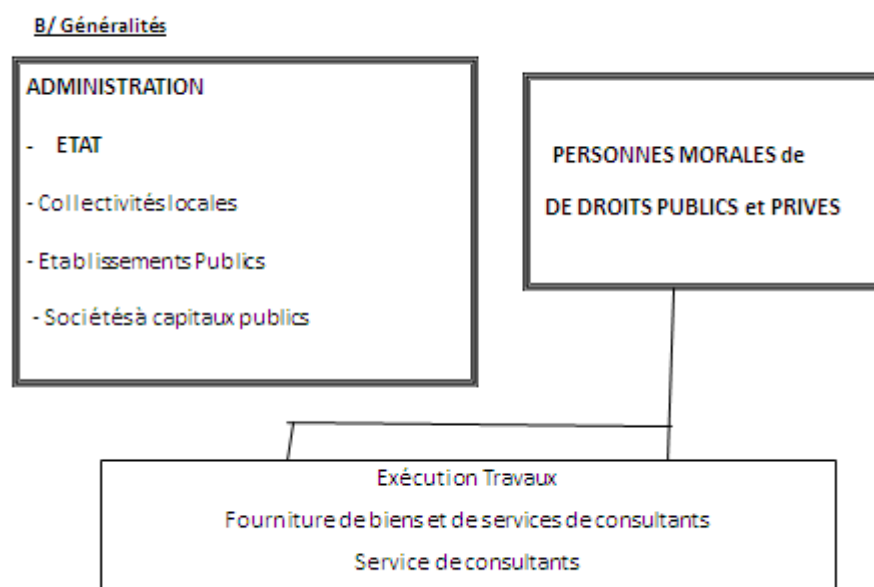 B/ Généralités
ADMINISTRATION
- ETAT
- Collectivités locales
- Etablissements Publics
- Sociétés à capitaux publics
PERSONNES MORALES de
DE DROITS PUBLICS et PRIVES
Exécution Travaux
Fourniture de biens et de services de consultants
Service de consultants